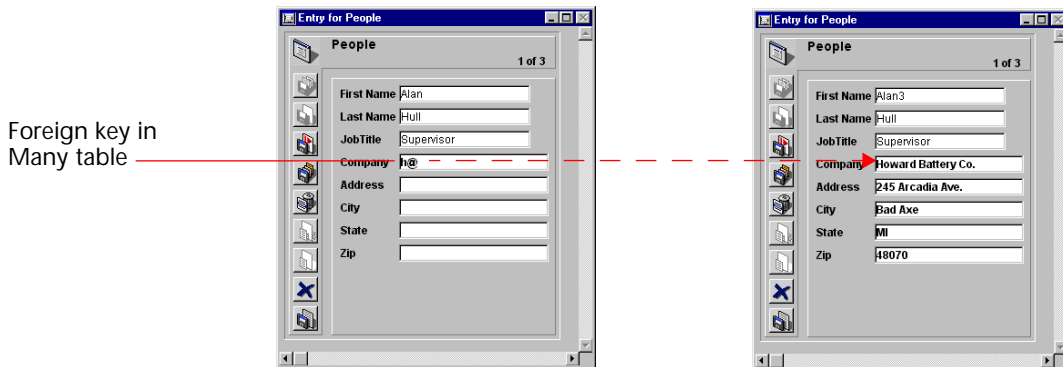 Entry for People
People
1 of 3
First Name Alan
Last Name Hull
JobTitle Supervisor
Company h@
Address
City
State
Zip
Foreign key in
Many table
Entry for People
People
1 of 3
First Name Alan3
Last Name Hull
JobTitle Supervisor
Company Howard Battery Co.
Address 245 Arcadia Ave.
City Bad Axe
State MI
Zip 48070